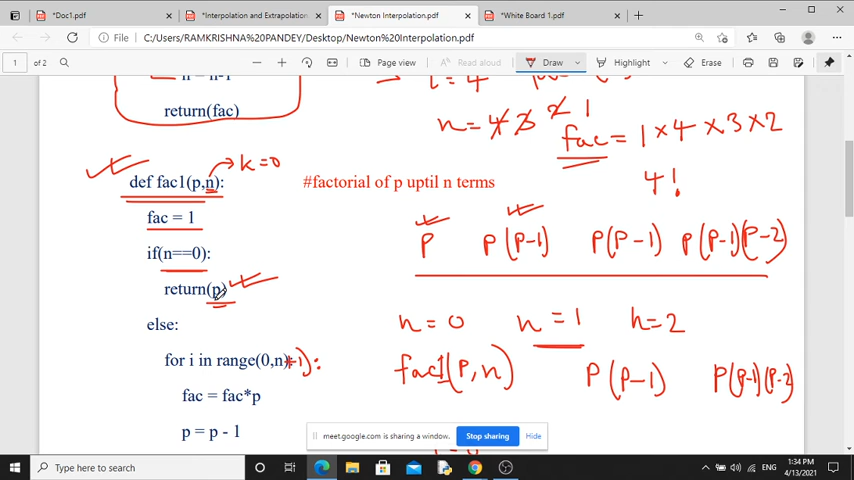 *Doc1.pdf
*Interpolation and Extrapolation.
*Newton Interpolation.pdf
*White Board 1.pdf
File C:/Users/RAMKRISHNA%20PANDEY/Desktop/Newton%20Interpolation.pdf
1 of 2
Page view
Read aloud
Draw
Highlight
Erase
n = n-1
return(fac)
n = 4 3 2 1
fac = 1 × 4 × 3 × 2
4!
k = 0
def fac1(p,n): #factorial of p uptil n terms
fac = 1
P P(P-1) P(P-1) P(P-1)(P-2)
if(n==0):
return(p)
n = 0 n = 1 n = 2
else:
for i in range(0,n+1):
fac1(P,n) P(P-1) P(P-1)(P-2)
fac = fac*p
p = p - 1
meet.google.com is sharing a window.
Stop sharing
Hide
Type here to search
ENG
1:34 PM
4/13/2021